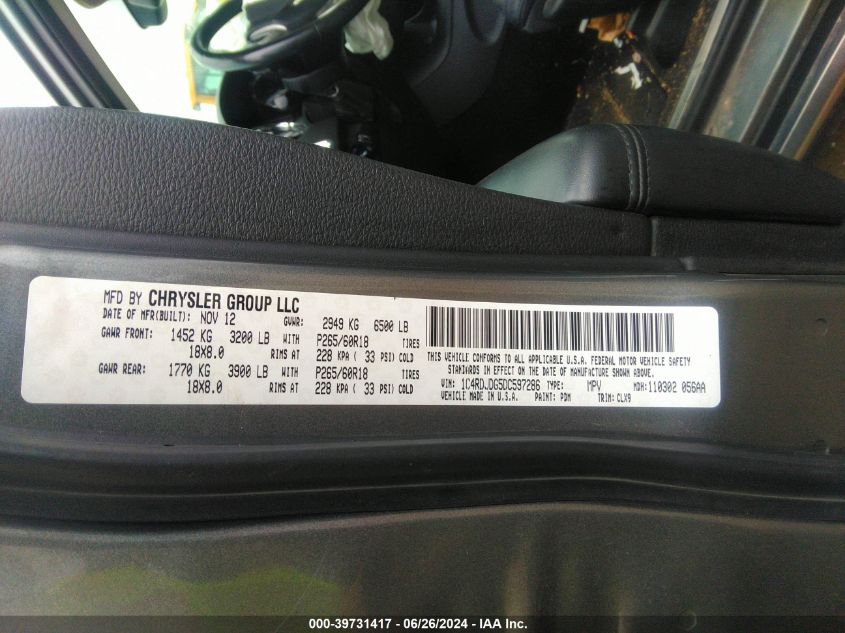 MFD BY CHRYSLER GROUP LLC
DATE OF MFR(BUILT): NOV 12 GVWR: 2949 KG 6500 LB
GAWR FRONT: 1452 KG 3200 LB WITH P265/60R18 TIRES
18X8.0 RIMS AT 228 KPA ( 33 PSI) COLD
GAWR REAR: 1770 KG 3900 LB WITH P265/60R18 TIRES
18X8.0 RIMS AT 228 KPA ( 33 PSI) COLD
THIS VEHICLE CONFORMS TO ALL APPLICABLE U.S.A. FEDERAL MOTOR VEHICLE SAFETY
STANDARDS IN EFFECT ON THE DATE OF MANUFACTURE SHOWN ABOVE.
VIN: 1C4RDJDG5DC597286 TYPE: MPV MDH: 110302 056AA
VEHICLE MADE IN U.S.A. PAINT: PDM TRIM: CLX9
000-39731417 - 06/26/2024 - IAA Inc.